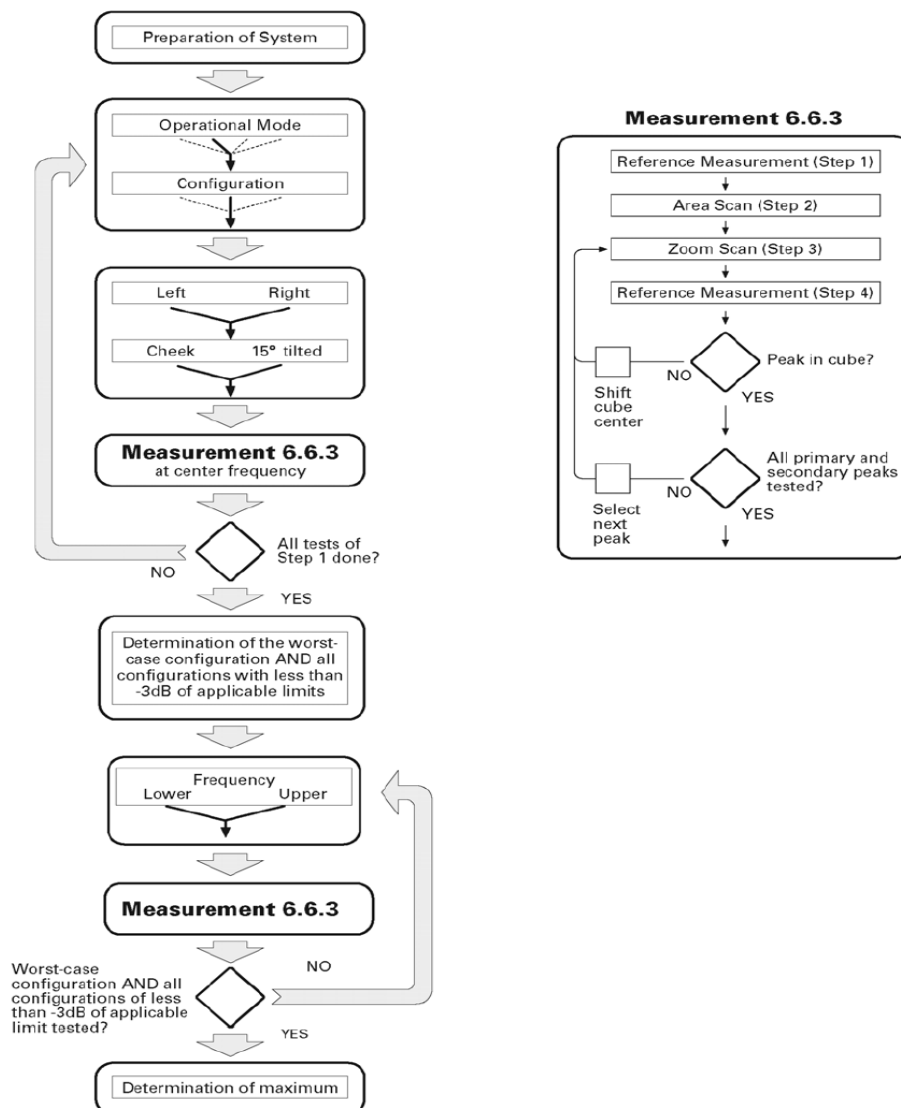 Preparation of System
Operational Mode
Configuration
Left Right
Cheek 15° tilted
Measurement 6.6.3
at center frequency
All tests of
Step 1 done?
NO
YES
Determination of the worst-
case configuration AND all
configurations with less than
-3dB of applicable limits
Frequency
Lower Upper
Measurement 6.6.3
Worst-case
configuration AND all
configurations of less
than -3dB of applicable
limit tested?
NO
YES
Determination of maximum
Measurement 6.6.3
Reference Measurement (Step 1)
Area Scan (Step 2)
Zoom Scan (Step 3)
Reference Measurement (Step 4)
Peak in cube?
NO
YES
Shift
cube
center
All primary and
secondary peaks
tested?
NO
YES
Select
next
peak